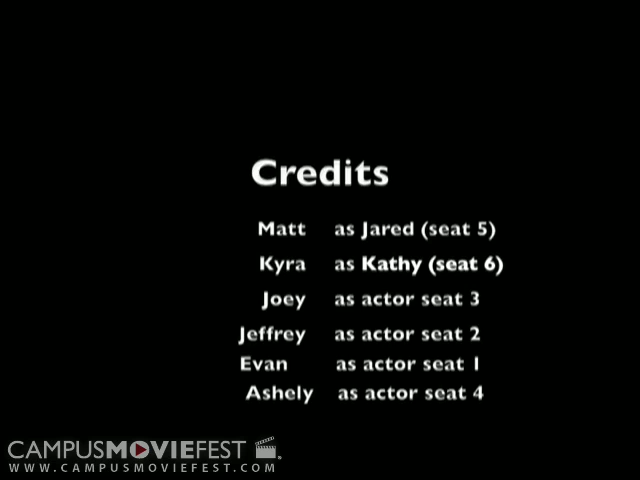 Credits
Matt as Jared (seat 5)
Kyra as Kathy (seat 6)
Joey as actor seat 3
Jeffrey as actor seat 2
Evan as actor seat 1
Ashely as actor seat 4
CAMPUSMOVIEFEST
WWW.CAMPUSMOVIEFEST.COM